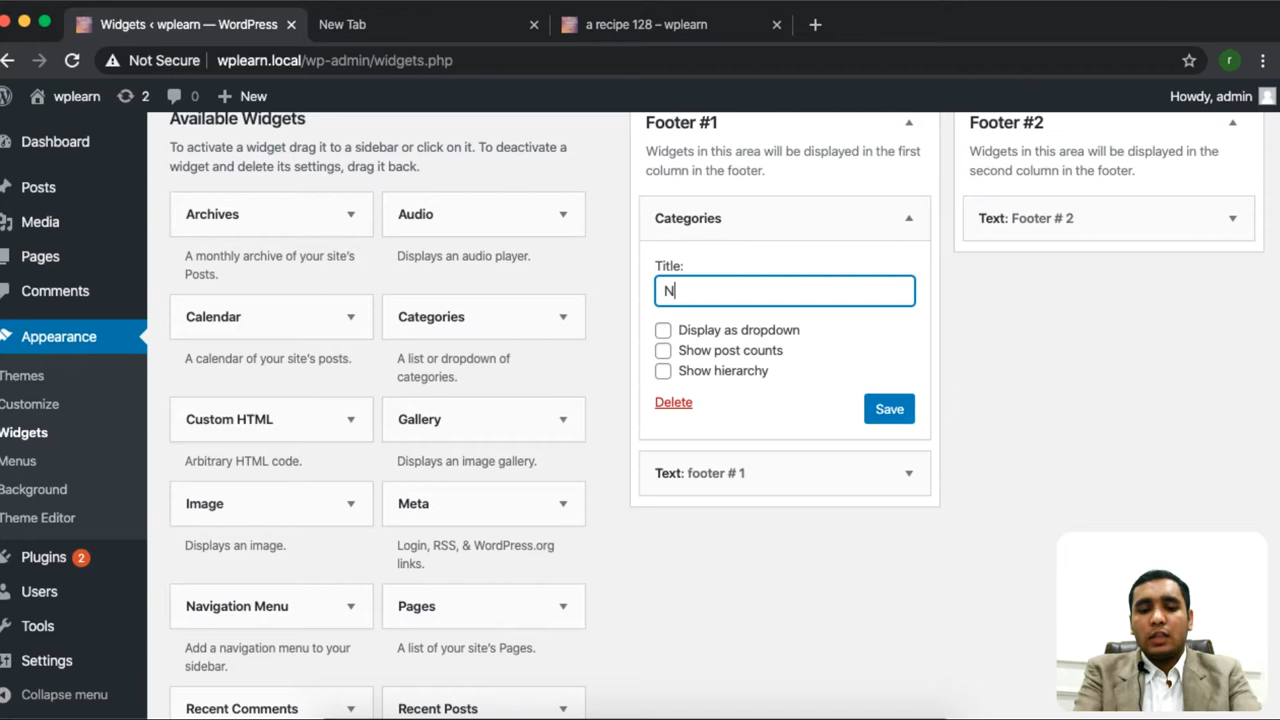 Widgets ‹ wplearn — WordPress
New Tab
a recipe 128 – wplearn
Not Secure
wplearn.local/wp-admin/widgets.php
r
wplearn
2
0
New
Howdy, admin
Dashboard
Posts
Media
Pages
Comments
Appearance
Themes
Customize
Widgets
Menus
Background
Theme Editor
Plugins 2
Users
Tools
Settings
Collapse menu
Available Widgets
To activate a widget drag it to a sidebar or click on it. To deactivate a
widget and delete its settings, drag it back.
Archives
A monthly archive of your site's
Posts.
Audio
Displays an audio player.
Calendar
A calendar of your site's posts.
Categories
A list or dropdown of
categories.
Custom HTML
Arbitrary HTML code.
Gallery
Displays an image gallery.
Image
Displays an image.
Meta
Login, RSS, & WordPress.org
links.
Navigation Menu
Add a navigation menu to your
sidebar.
Pages
A list of your site's Pages.
Recent Comments
Recent Posts
Footer #1
Widgets in this area will be displayed in the first
column in the footer.
Categories
Title:
N
Display as dropdown
Show post counts
Show hierarchy
Delete
Save
Text: footer # 1
Footer #2
Widgets in this area will be displayed in the
second column in the footer.
Text: Footer # 2